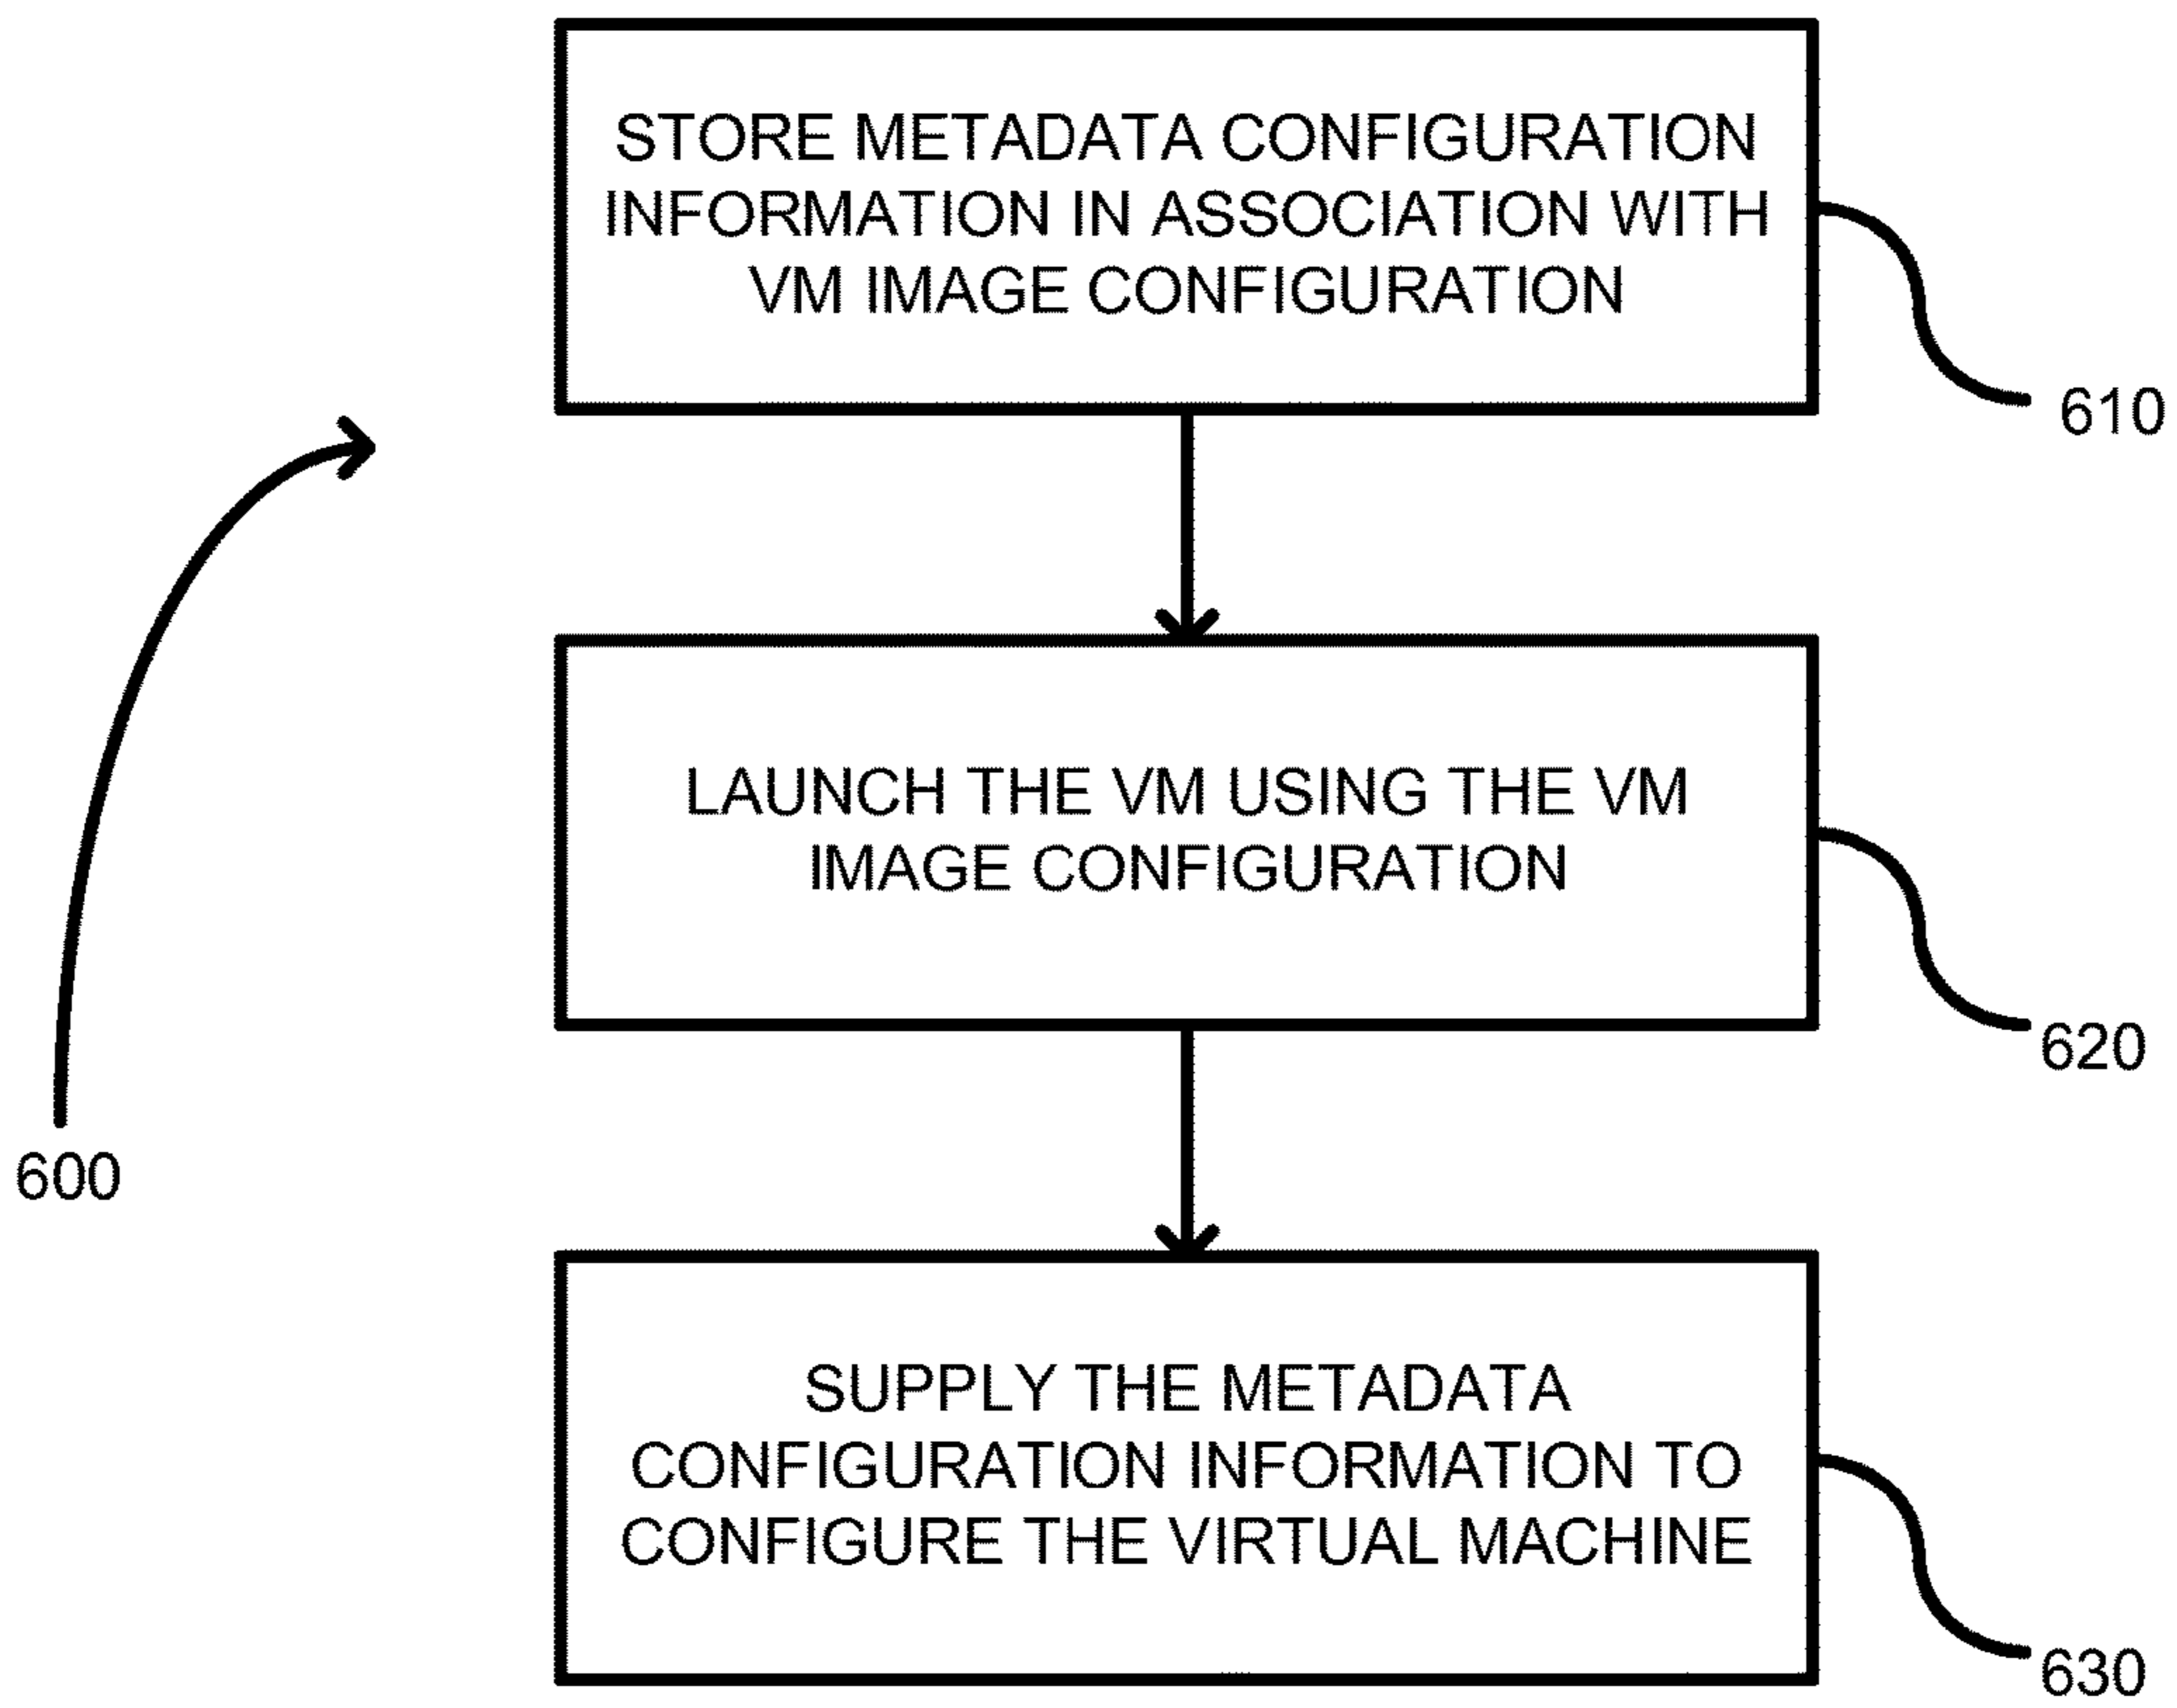 STORE METADATA CONFIGURATION
INFORMATION IN ASSOCIATION WITH
VM IMAGE CONFIGURATION
610
LAUNCH THE VM USING THE VM
IMAGE CONFIGURATION
620
600
SUPPLY THE METADATA
CONFIGURATION INFORMATION TO
CONFIGURE THE VIRTUAL MACHINE
630